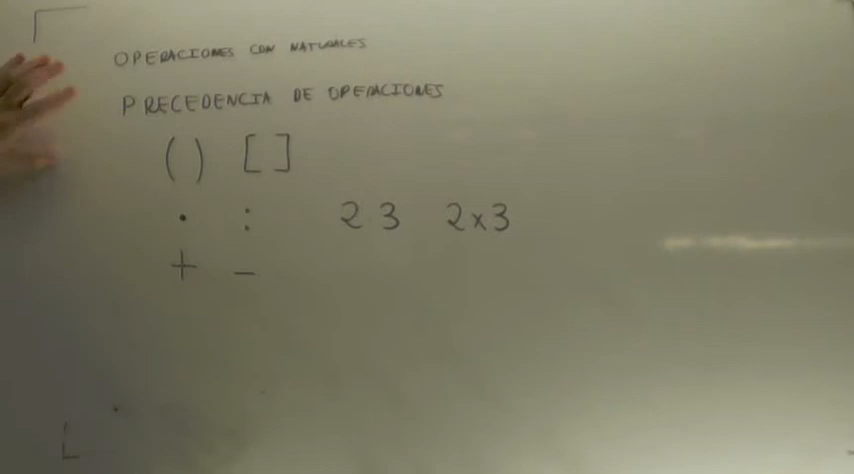 OPERACIONES CON NATURALES
PRECEDENCIA DE OPERACIONES
( ) [ ]
· : 2·3 2x3
+ −